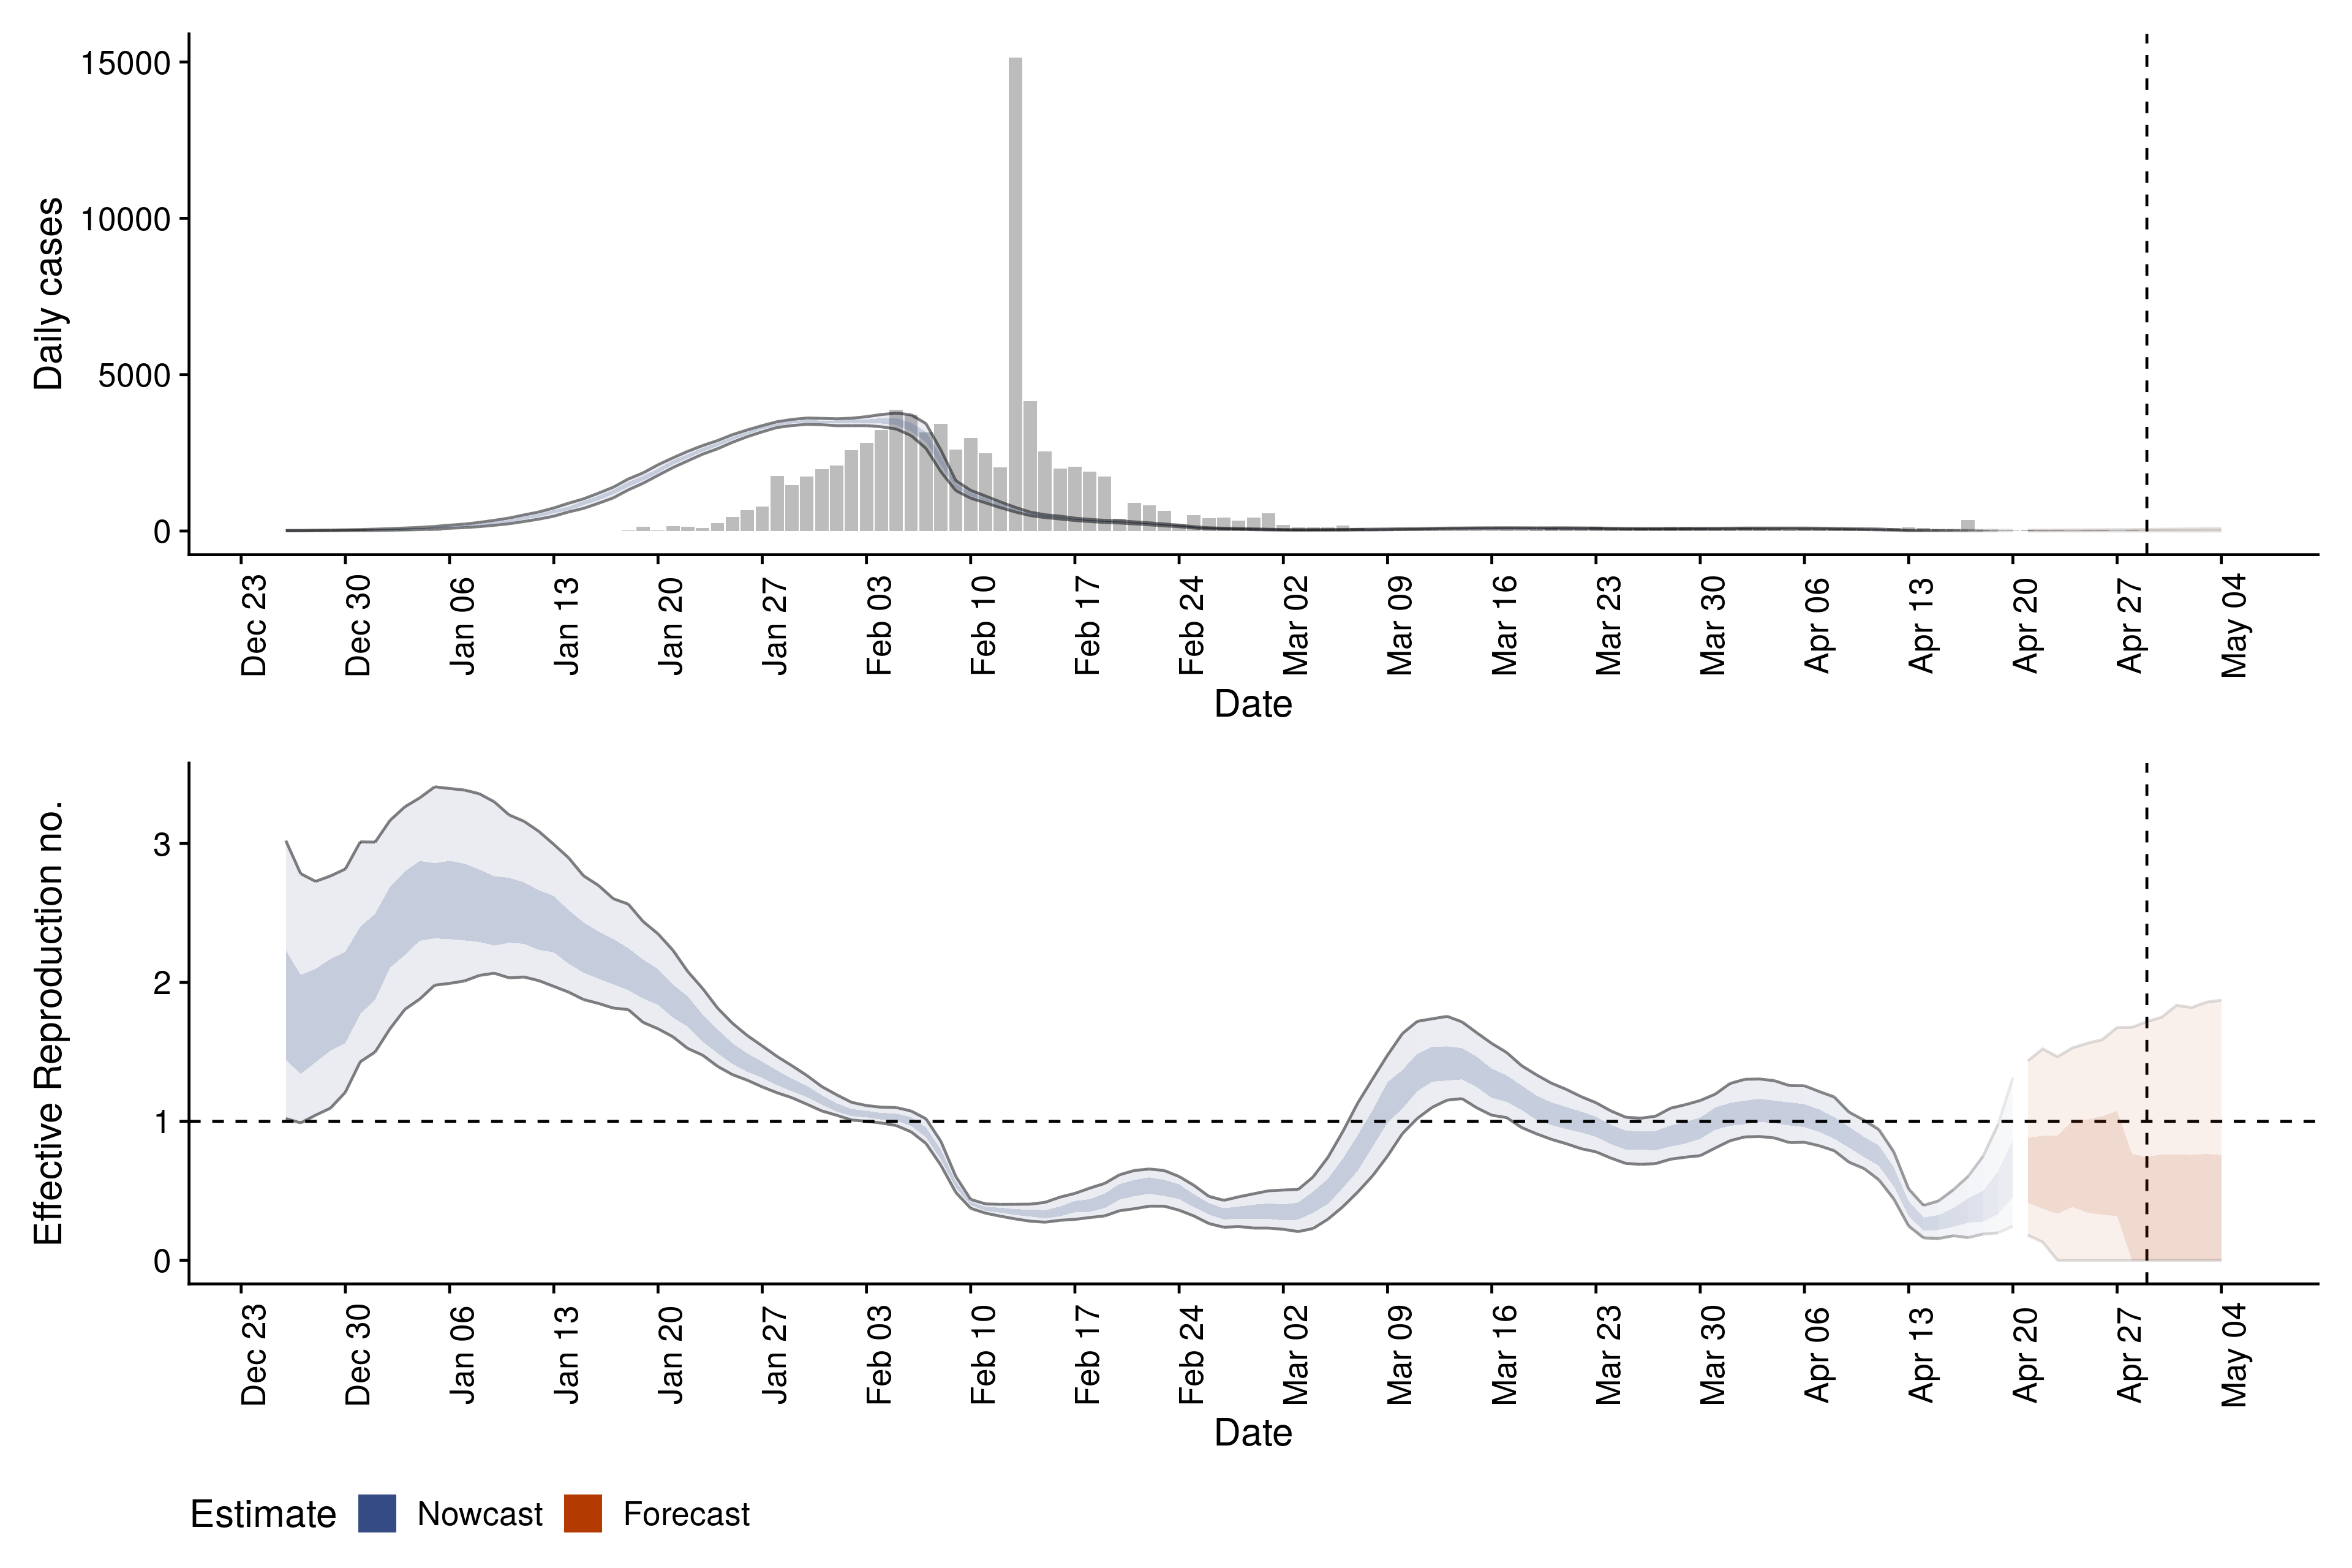 Daily cases
15000
10000
5000
0
Dec 23
Dec 30
Jan 06
Jan 13
Jan 20
Jan 27
Feb 03
Feb 10
Feb 17
Feb 24
Mar 02
Mar 09
Mar 16
Mar 23
Mar 30
Apr 06
Apr 13
Apr 20
Apr 27
May 04
Date
Effective Reproduction no.
3
2
1
0
Dec 23
Dec 30
Jan 06
Jan 13
Jan 20
Jan 27
Feb 03
Feb 10
Feb 17
Feb 24
Mar 02
Mar 09
Mar 16
Mar 23
Mar 30
Apr 06
Apr 13
Apr 20
Apr 27
May 04
Date
Estimate Nowcast Forecast